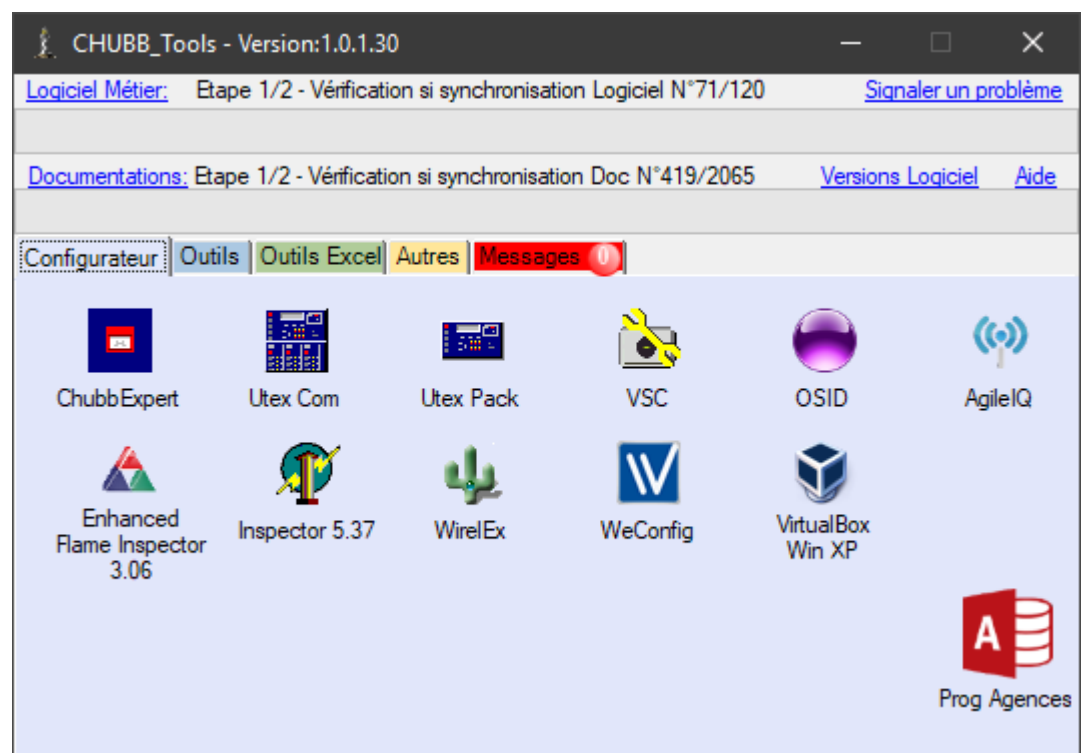 CHUBB_Tools - Version:1.0.1.30
Logiciel Métier: Etape 1/2 - Vérification si synchronisation Logiciel N°71/120 Signaler un problème
Documentations: Etape 1/2 - Vérification si synchronisation Doc N°419/2065 Versions Logiciel Aide
Configurateur Outils Outils Excel Autres Messages 0
ChubbExpert Utex Com Utex Pack VSC OSID AgileIQ
Enhanced
Flame Inspector
3.06
Inspector 5.37 WirelEx WeConfig
VirtualBox
Win XP
A
Prog Agences